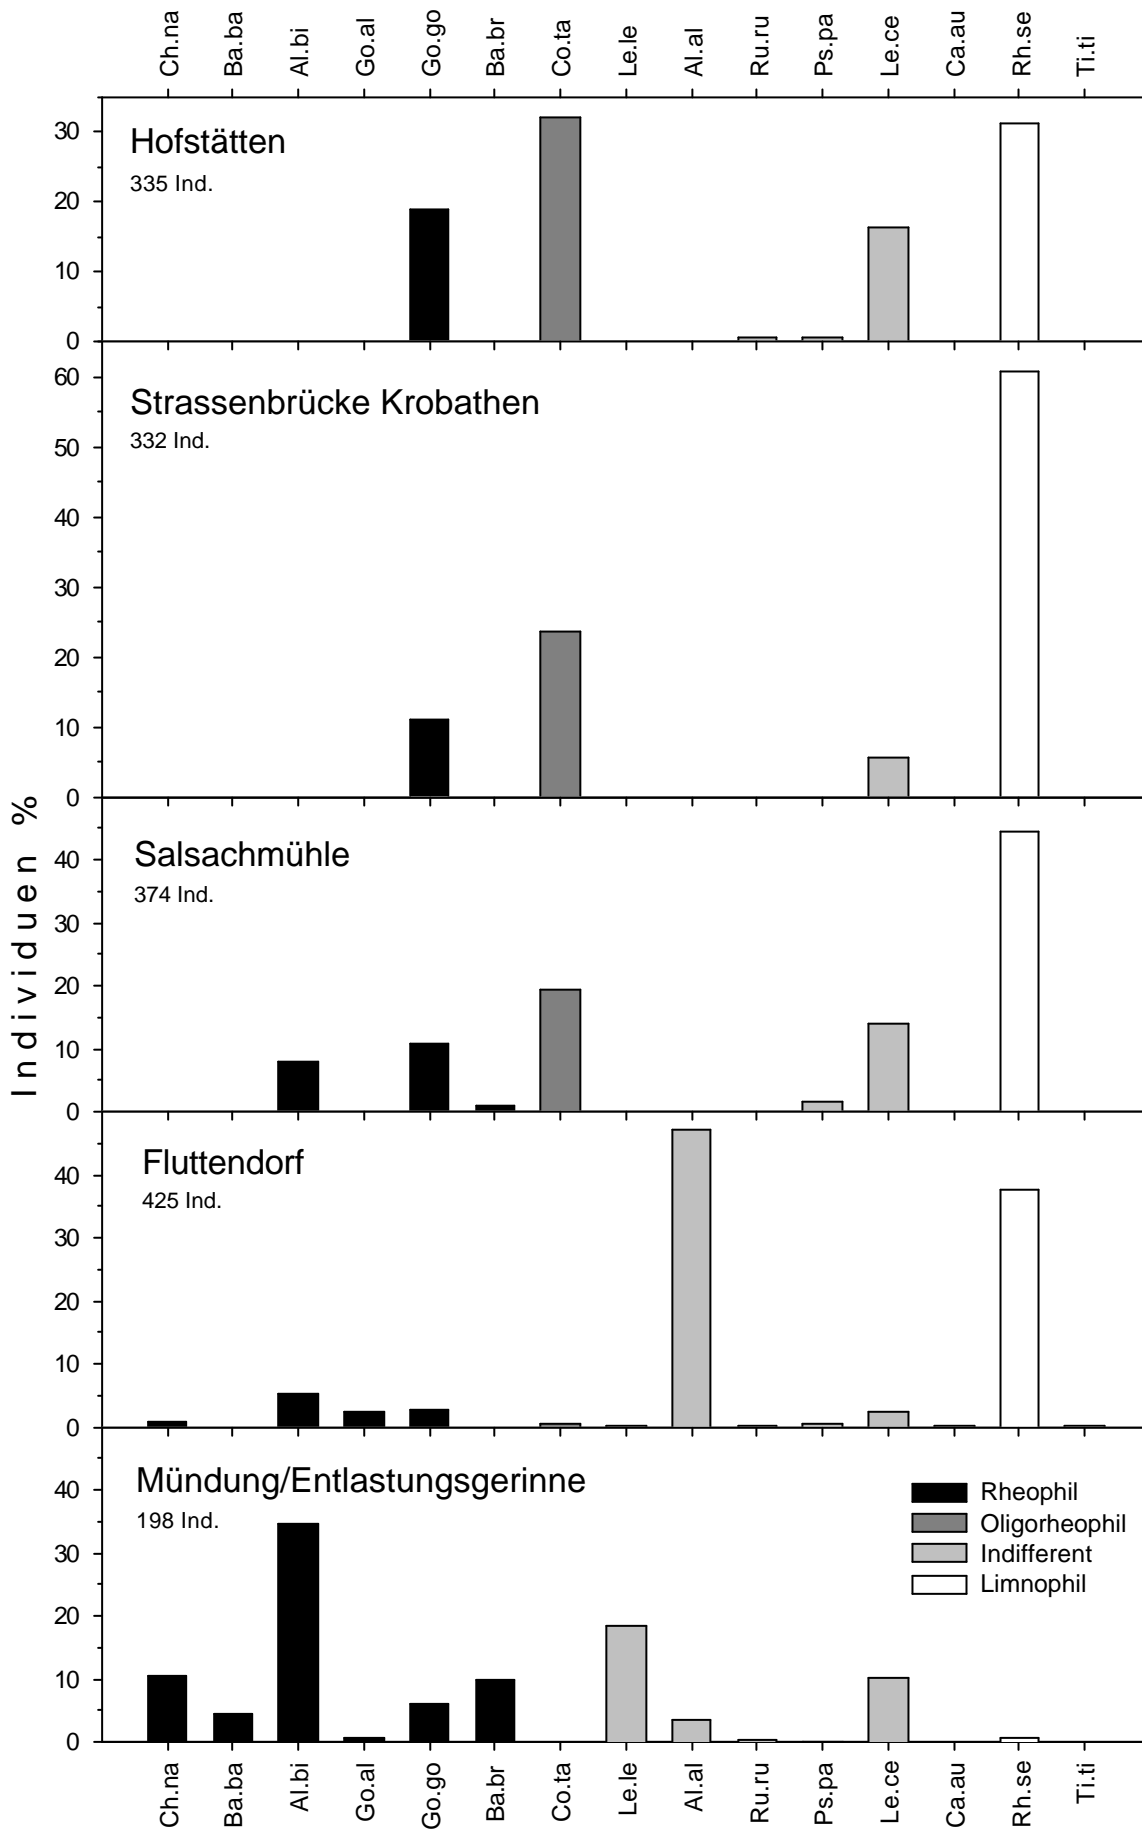 Ch.na Ba.ba Al.bi Go.al Go.go Ba.br Co.ta Le.le Al.al Ru.ru Ps.pa Le.ce Ca.au Rh.se Ti.ti
Individuen %
Hofstätten
335 Ind.
30
20
10
0
Strassenbrücke Krobathen
332 Ind.
60
50
40
30
20
10
0
Salsachmühle
374 Ind.
40
30
20
10
0
Fluttendorf
425 Ind.
40
30
20
10
0
Mündung/Entlastungsgerinne
198 Ind.
40
30
20
10
0
Rheophil
Oligorheophil
Indifferent
Limnophil
Ch.na Ba.ba Al.bi Go.al Go.go Ba.br Co.ta Le.le Al.al Ru.ru Ps.pa Le.ce Ca.au Rh.se Ti.ti